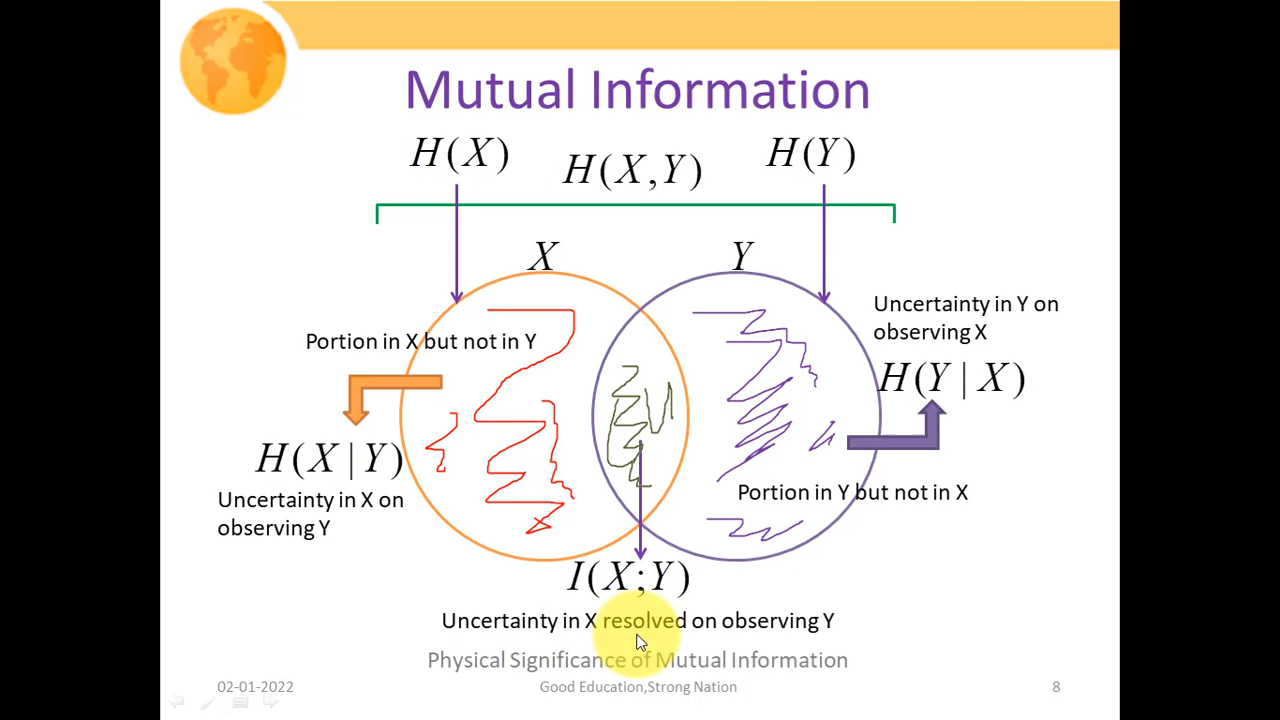 Mutual Information
H(X)
H(X,Y)
H(Y)
X
Y
Portion in X but not in Y
Uncertainty in Y on
observing X
H(Y | X)
H(X | Y)
Uncertainty in X on
observing Y
Portion in Y but not in X
I(X;Y)
Uncertainty in X resolved on observing Y
Physical Significance of Mutual Information
02-01-2022
Good Education,Strong Nation
8